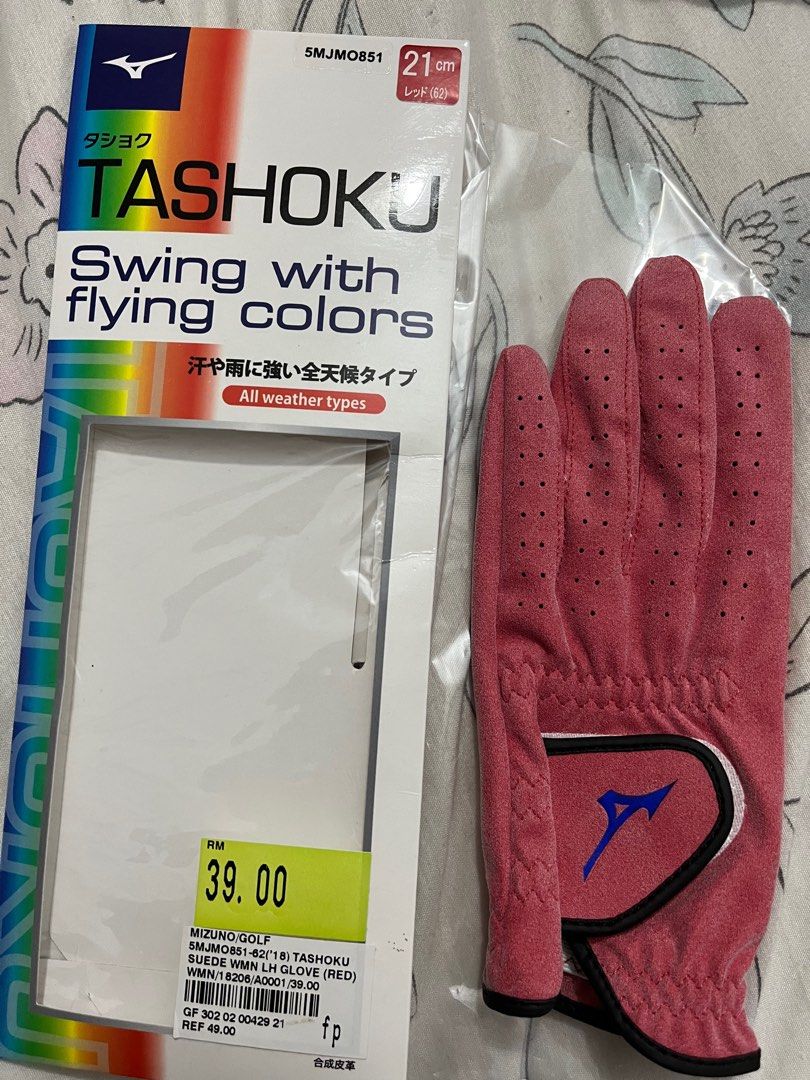 5MJMO851
21cm
レッド(62)
タショク
TASHOKU
Swing with
flying colors
汗や雨に強い全天候タイプ
All weather types
RM
39.00
MIZUNO/GOLF
5MJMO851-62('18) TASHOKU
SUEDE WMN LH GLOVE (RED)
WMN/18206/A0001/39.00
GF 302 02 00429 21
REF 49.00
fp
合成皮革